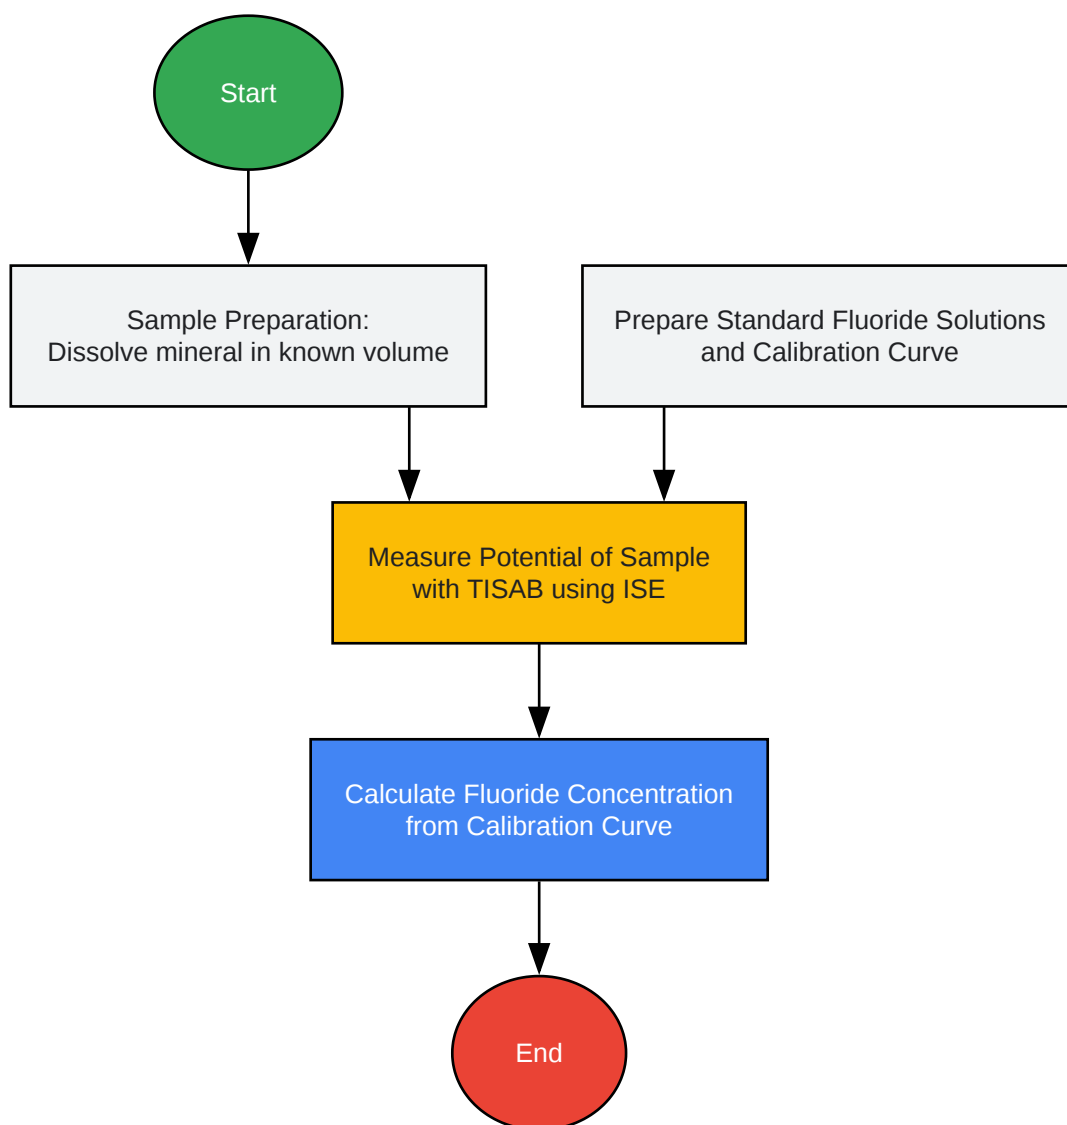 Start
Sample Preparation:
Dissolve mineral in known volume
Prepare Standard Fluoride Solutions
and Calibration Curve
Measure Potential of Sample
with TISAB using ISE
Calculate Fluoride Concentration
from Calibration Curve
End